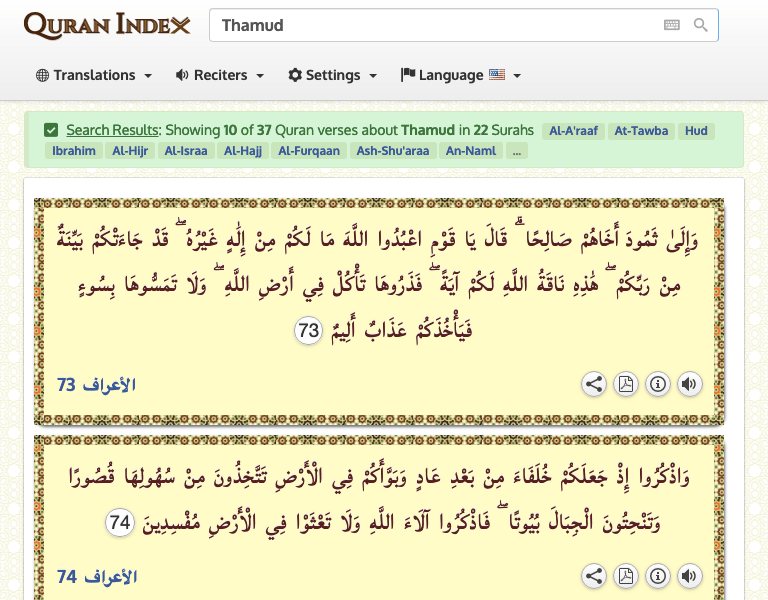 QURAN INDEX
Thamud
Translations Reciters Settings Language
Search Results: Showing 10 of 37 Quran verses about Thamud in 22 Surahs Al-A'raaf At-Tawba Hud
Ibrahim Al-Hijr Al-Israa Al-Hajj Al-Furqaan Ash-Shu'araa An-Naml ...
وَإِلَىٰ ثَمُودَ أَخَاهُمْ صَالِحًا ۗ قَالَ يَا قَوْمِ اعْبُدُوا اللَّهَ مَا لَكُمْ مِنْ إِلَٰهٍ غَيْرُهُ ۖ قَدْ جَاءَتْكُمْ بَيِّنَةٌ
مِنْ رَبِّكُمْ ۖ هَٰذِهِ نَاقَةُ اللَّهِ لَكُمْ آيَةً ۖ فَذَرُوهَا تَأْكُلْ فِي أَرْضِ اللَّهِ ۖ وَلَا تَمَسُّوهَا بِسُوءٍ
فَيَأْخُذَكُمْ عَذَابٌ أَلِيمٌ 73
الأعراف 73
وَاذْكُرُوا إِذْ جَعَلَكُمْ خُلَفَاءَ مِنْ بَعْدِ عَادٍ وَبَوَّأَكُمْ فِي الْأَرْضِ تَتَّخِذُونَ مِنْ سُهُولِهَا قُصُورًا
وَتَنْحِتُونَ الْجِبَالَ بُيُوتًا ۖ فَاذْكُرُوا آلَاءَ اللَّهِ وَلَا تَعْثَوْا فِي الْأَرْضِ مُفْسِدِينَ 74
الأعراف 74